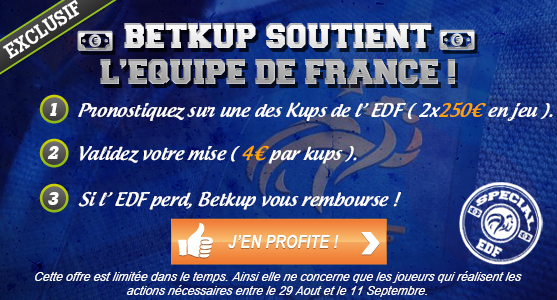 EXCLUSIF
BETKUP SOUTIENT
L'EQUIPE DE FRANCE !
1 Pronostiquez sur une des Kups de l' EDF ( 2x250€ en jeu ).
2 Validez votre mise ( 4€ par kups ).
3 Si l' EDF perd, Betkup vous rembourse !
J'EN PROFITE !
SPECIAL
EDF
Cette offre est limitée dans le temps. Ainsi elle ne concerne que les joueurs qui réalisent les
actions nécessaires entre le 29 Aout et le 11 Septembre.